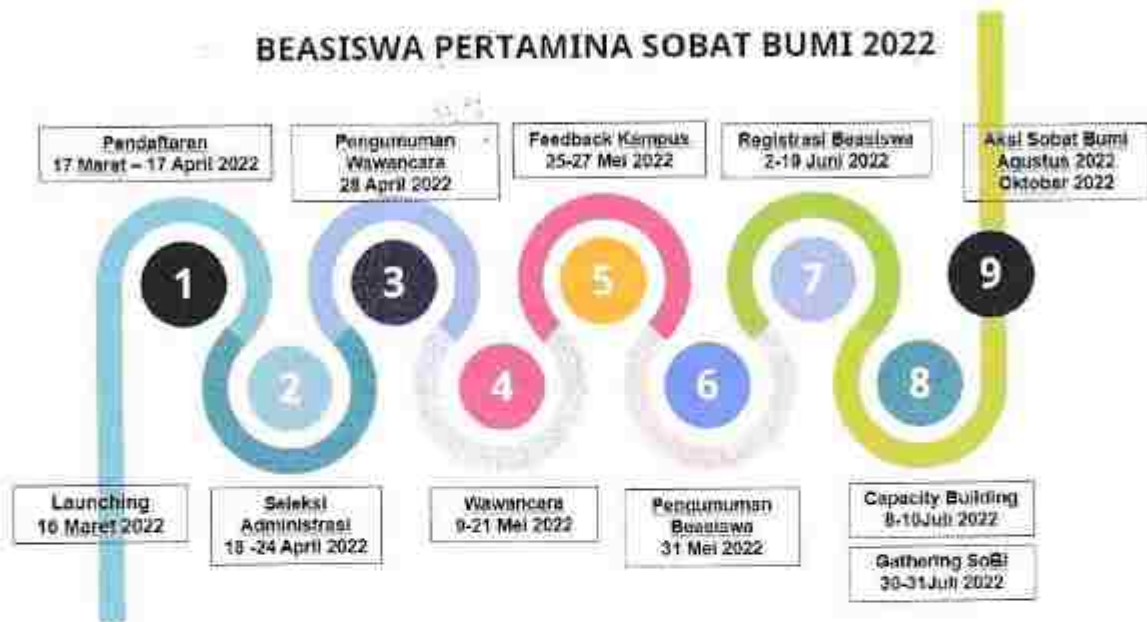 BEASISWA PERTAMINA SOBAT BUMI 2022
Pendaftaran
17 Maret – 17 April 2022
Pengumuman
Wawancara
28 April 2022
Feedback Kampus
25-27 Mei 2022
Registrasi Beasiswa
2-19 Juni 2022
Aksi Sobat Bumi
Agustus 2022
Oktober 2022
1
2
3
4
5
6
7
8
9
Launching
16 Maret 2022
Seleksi
Administrasi
18 -24 April 2022
Wawancara
9-21 Mei 2022
Pengumuman
Beasiswa
31 Mei 2022
Capacity Building
8-10Juli 2022
Gathering SoBi
30-31Juli 2022